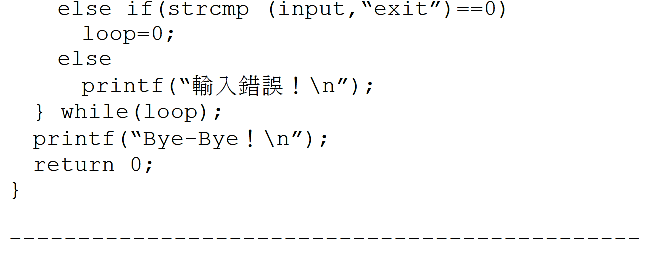 else if(strcmp (input,“exit”)==0)
loop=0;
else
printf(“輸入錯誤！\n”);
} while(loop);
printf(“Bye-Bye！\n”);
return 0;
}
----------------------------------------------